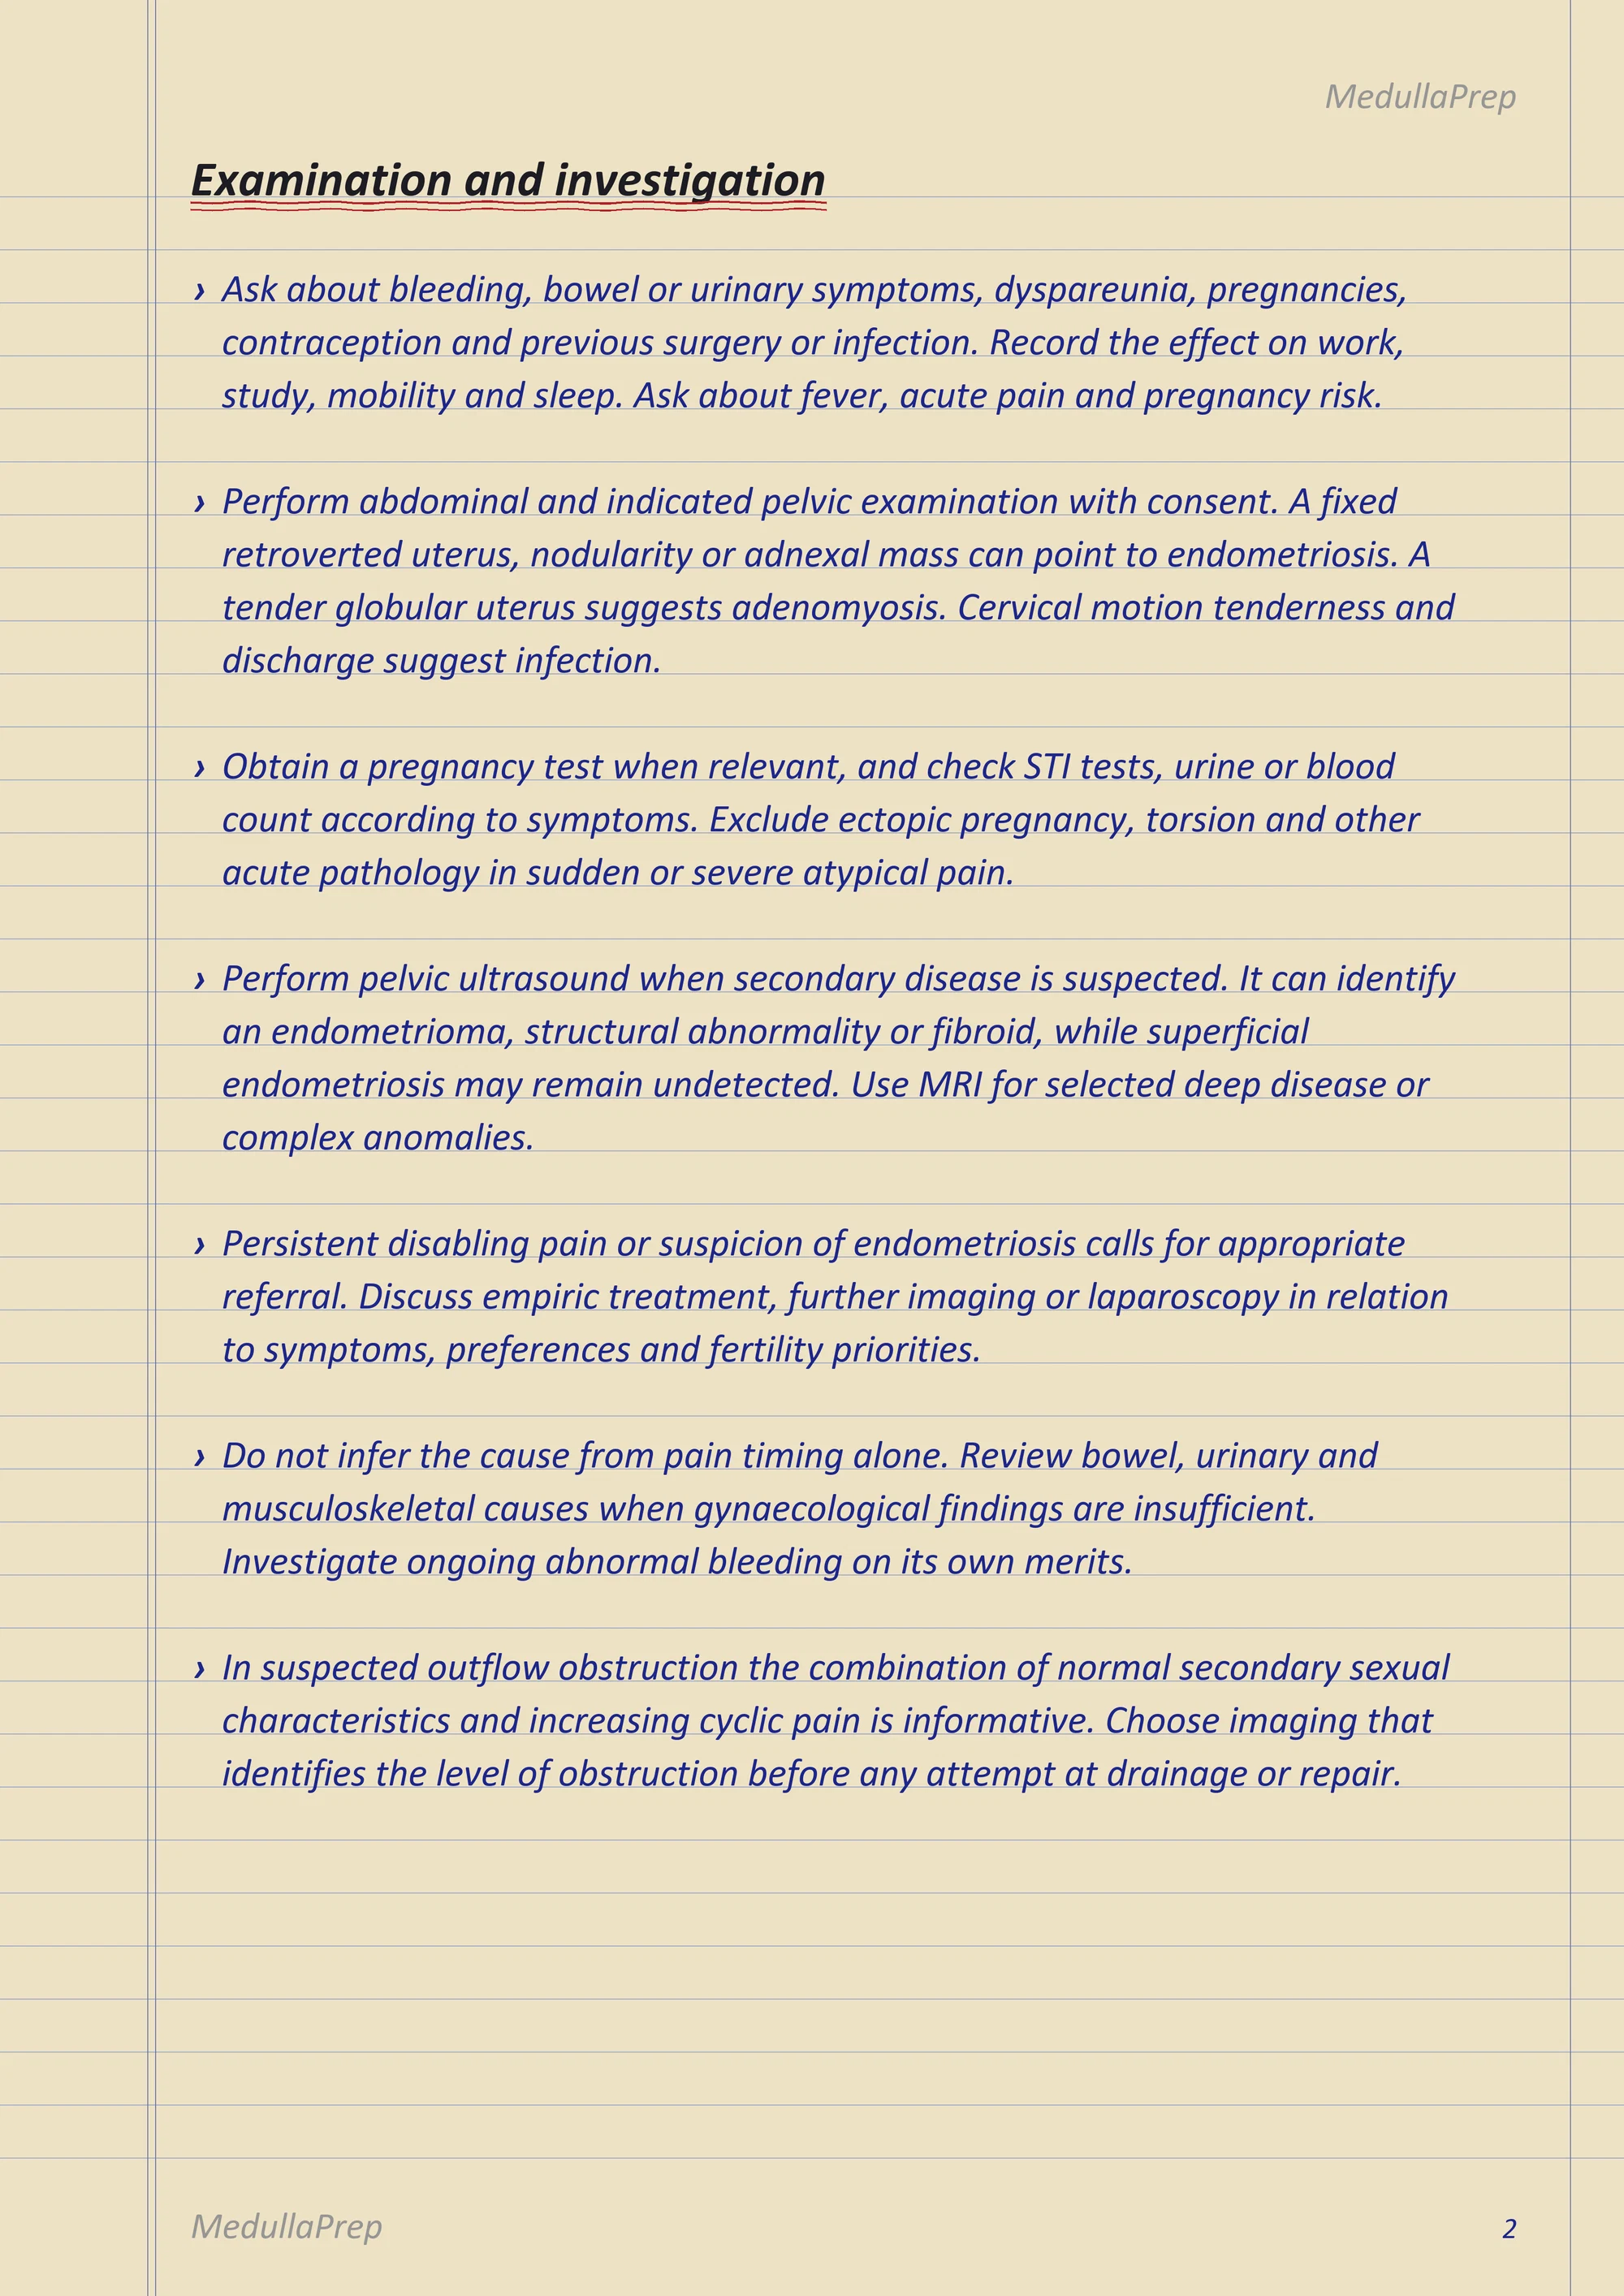 MedullaPrep
Examination and investigation
› Ask about bleeding, bowel or urinary symptoms, dyspareunia, pregnancies,
contraception and previous surgery or infection. Record the effect on work,
study, mobility and sleep. Ask about fever, acute pain and pregnancy risk.
› Perform abdominal and indicated pelvic examination with consent. A fixed
retroverted uterus, nodularity or adnexal mass can point to endometriosis. A
tender globular uterus suggests adenomyosis. Cervical motion tenderness and
discharge suggest infection.
› Obtain a pregnancy test when relevant, and check STI tests, urine or blood
count according to symptoms. Exclude ectopic pregnancy, torsion and other
acute pathology in sudden or severe atypical pain.
› Perform pelvic ultrasound when secondary disease is suspected. It can identify
an endometrioma, structural abnormality or fibroid, while superficial
endometriosis may remain undetected. Use MRI for selected deep disease or
complex anomalies.
› Persistent disabling pain or suspicion of endometriosis calls for appropriate
referral. Discuss empiric treatment, further imaging or laparoscopy in relation
to symptoms, preferences and fertility priorities.
› Do not infer the cause from pain timing alone. Review bowel, urinary and
musculoskeletal causes when gynaecological findings are insufficient.
Investigate ongoing abnormal bleeding on its own merits.
› In suspected outflow obstruction the combination of normal secondary sexual
characteristics and increasing cyclic pain is informative. Choose imaging that
identifies the level of obstruction before any attempt at drainage or repair.
MedullaPrep
2